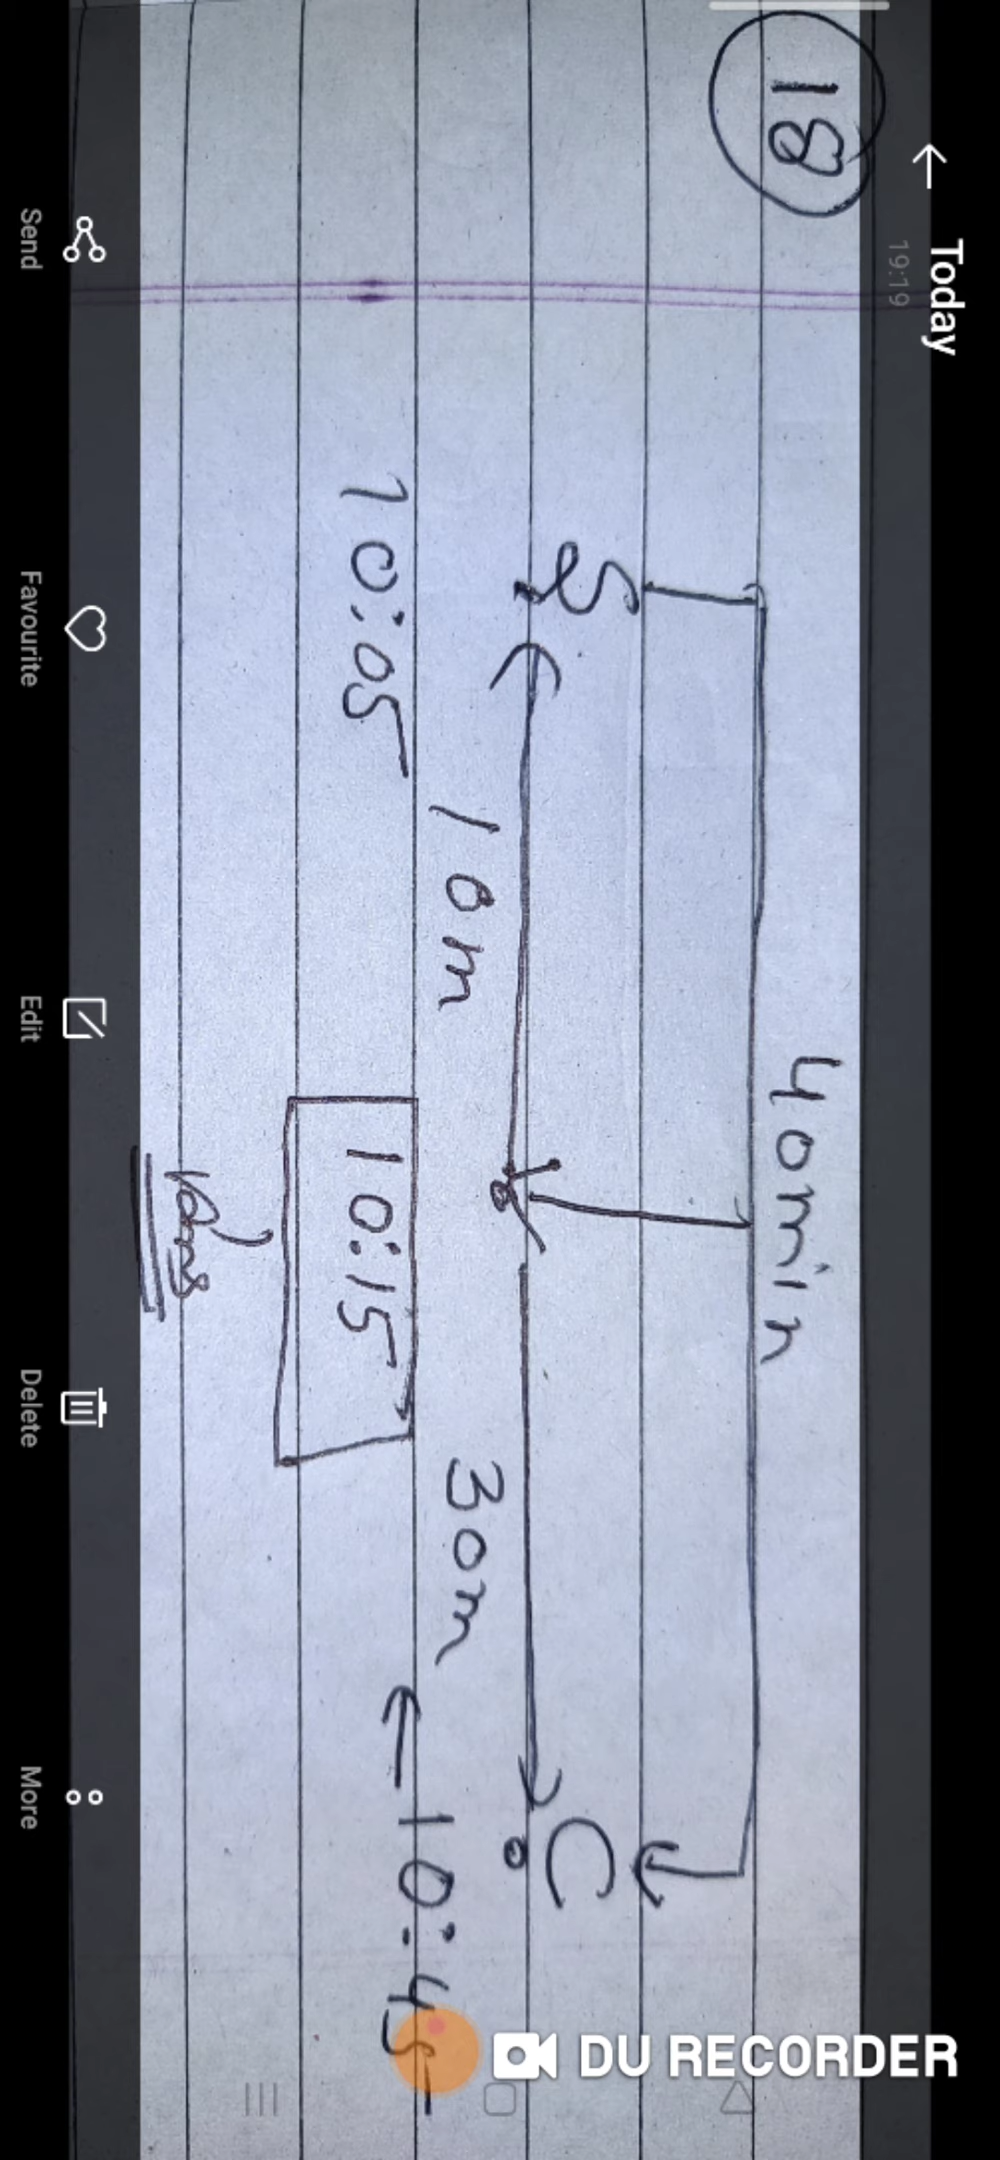 Today
19:19
18
40min
S C
10m 30m
10:05 10:15 ← 10:45
Ans
Send Favourite Edit Delete More
DU RECORDER